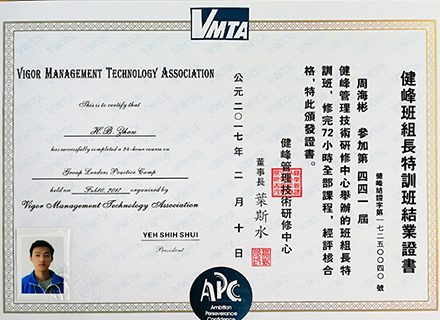 VMTA
VIGOR MANAGEMENT TECHNOLOGY ASSOCIATION
This is to certify that
H.B. Zhou
has successfully completed a 24-hour course on
Group Leaders Practice Camp
held on Feb10, 2017 organized by
Vigor Management Technology Association
YEH SHIH SHUI
President
健峰班組長特訓班結業證書
健峰結證字第一七二五〇〇四〇號
周海彬 參加第四四一屆
健峰管理技術研修中心舉辦的班組長特
訓班，修完72小時全部課程，經評核合
格，特此頒發證書。
健峰管理技術研修中心
董事長 葉斯水
公元二〇一七年二月十日
APC
Ambition
Perseverance
Confidence